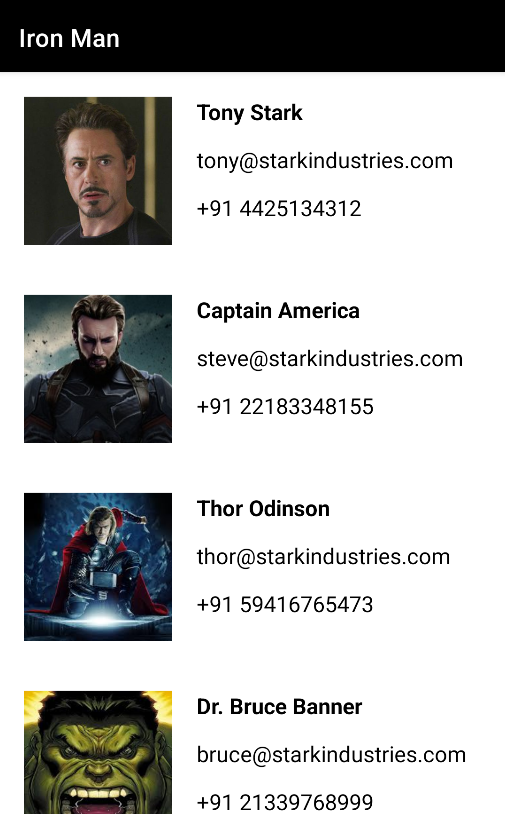 Iron Man
Tony Stark
tony@starkindustries.com
+91 4425134312
Captain America
steve@starkindustries.com
+91 22183348155
Thor Odinson
thor@starkindustries.com
+91 59416765473
Dr. Bruce Banner
bruce@starkindustries.com
+91 21339768999